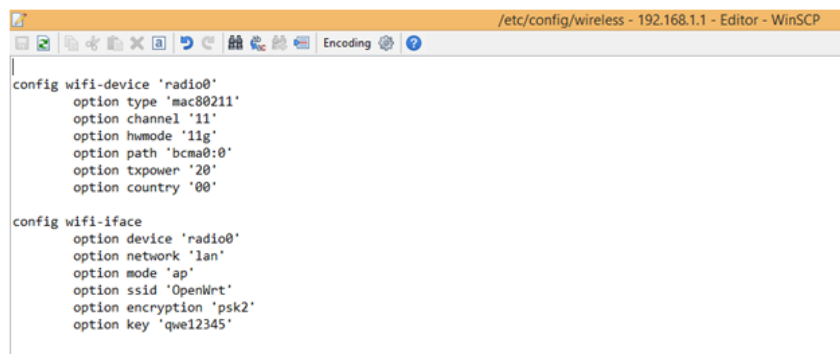 /etc/config/wireless - 192.168.1.1 - Editor - WinSCP
Encoding
config wifi-device 'radio0'
option type 'mac80211'
option channel '11'
option hwmode '11g'
option path 'bcma0:0'
option txpower '20'
option country '00'
config wifi-iface
option device 'radio0'
option network 'lan'
option mode 'ap'
option ssid 'OpenWrt'
option encryption 'psk2'
option key 'qwe12345'